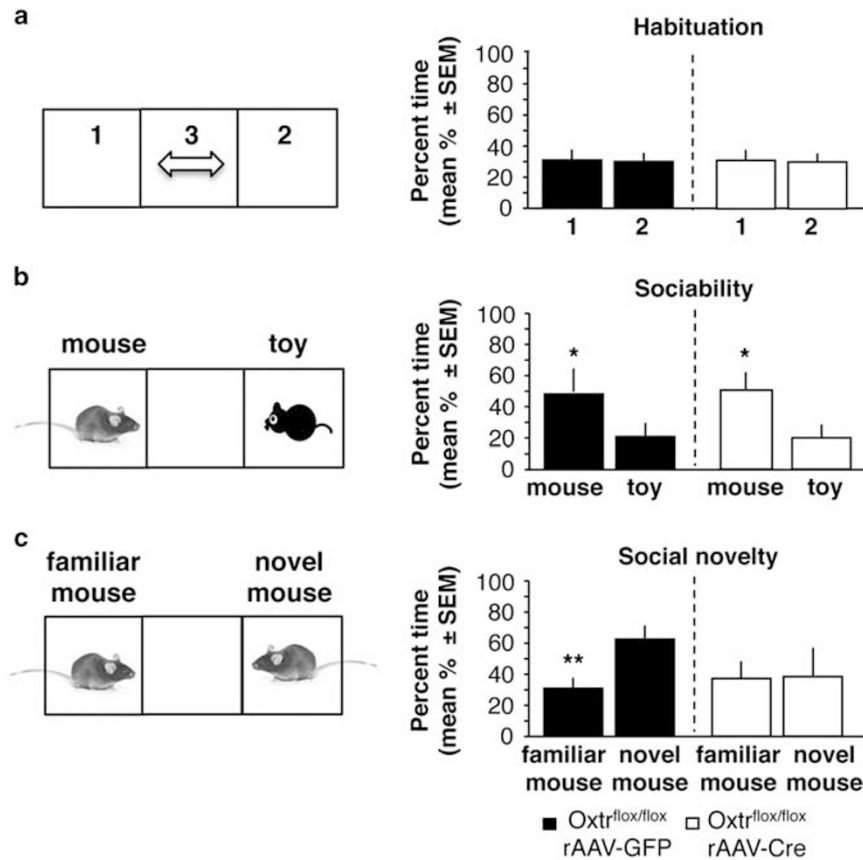 a
1 3 2
Habituation
Percent time
(mean % ± SEM)
100
80
60
40
20
0
1 2 1 2
b
mouse toy
Sociability
Percent time
(mean % ± SEM)
100
80
60
40
20
0
* *
mouse toy mouse toy
c
familiar novel
mouse mouse
Social novelty
Percent time
(mean % ± SEM)
100
80
60
40
20
0
**
familiar novel familiar novel
mouse mouse mouse mouse
Oxtrflox/flox Oxtrflox/flox
rAAV-GFP rAAV-Cre